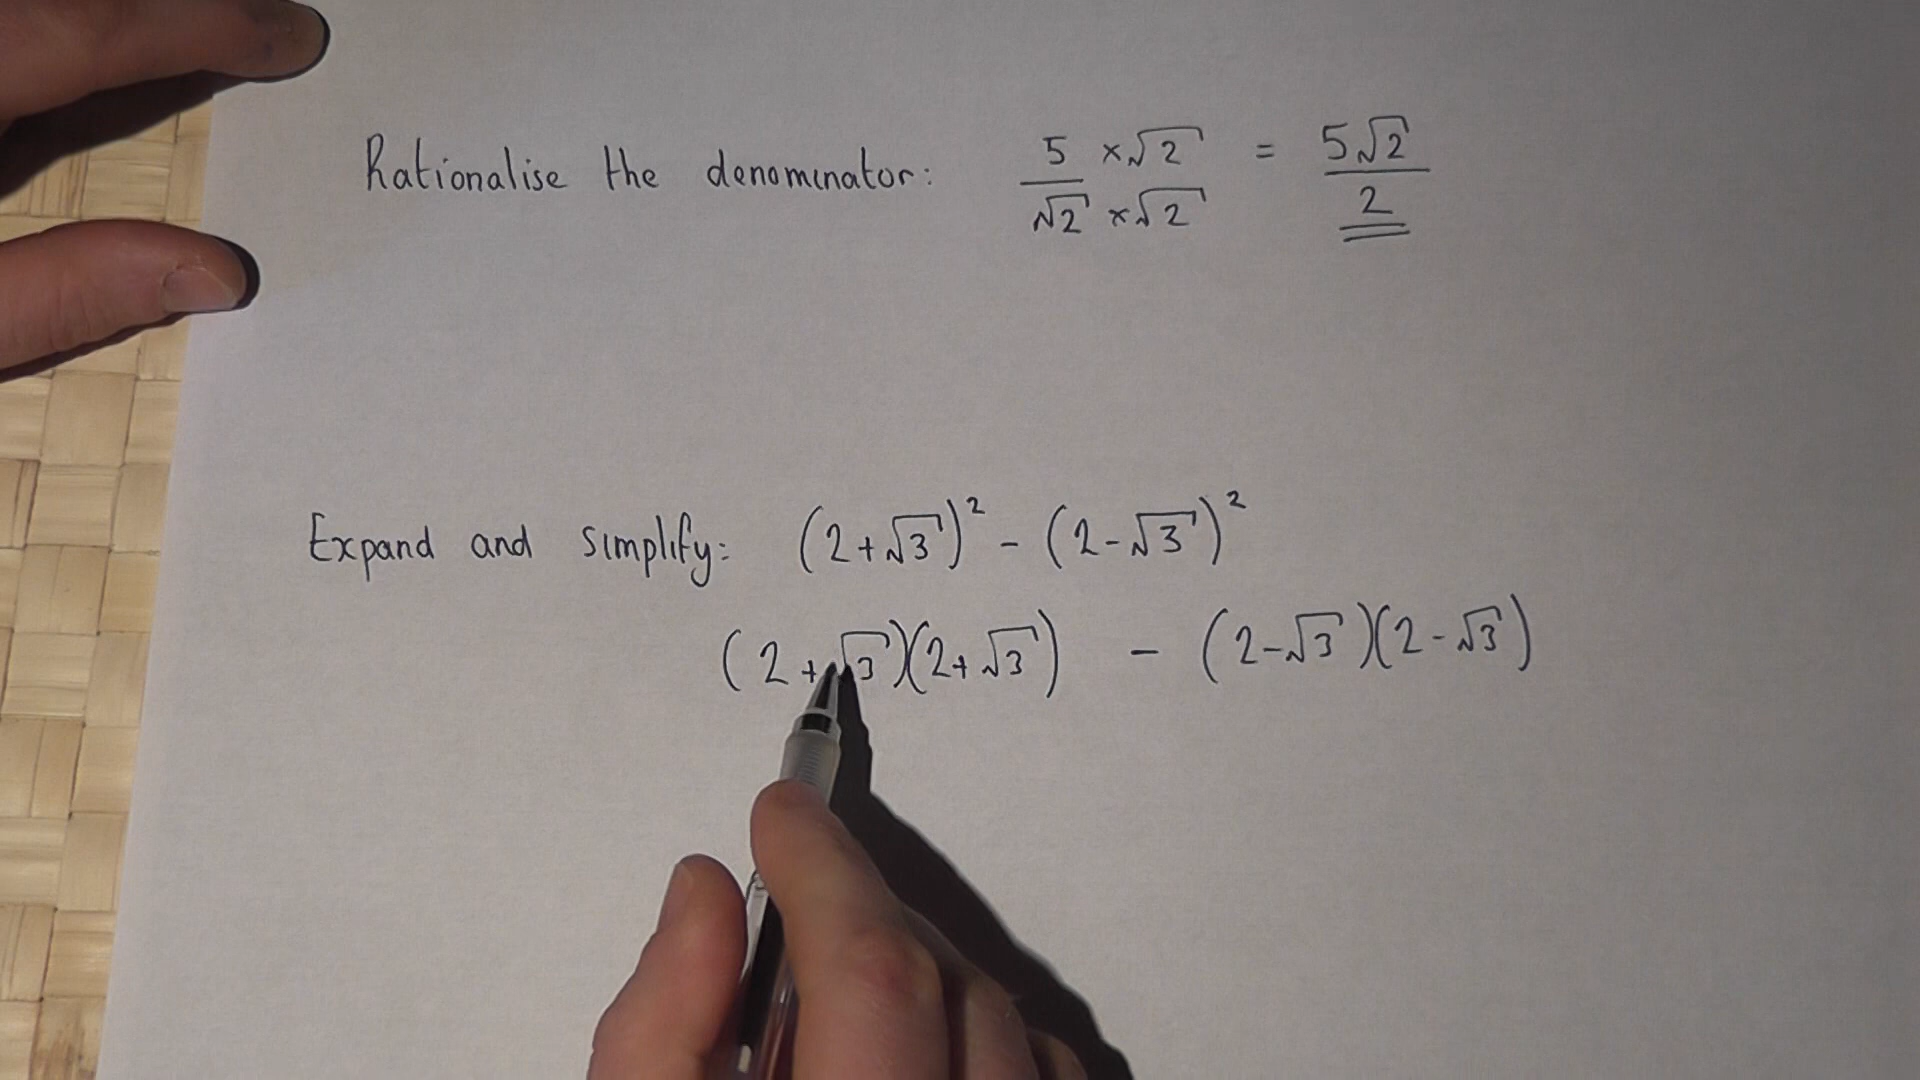 Rationalise the denominator: 5 ×√2 / √2 ×√2 = 5√2 / 2
Expand and simplify: (2+√3)² - (2-√3)²
(2+√3)(2+√3) - (2-√3)(2-√3)